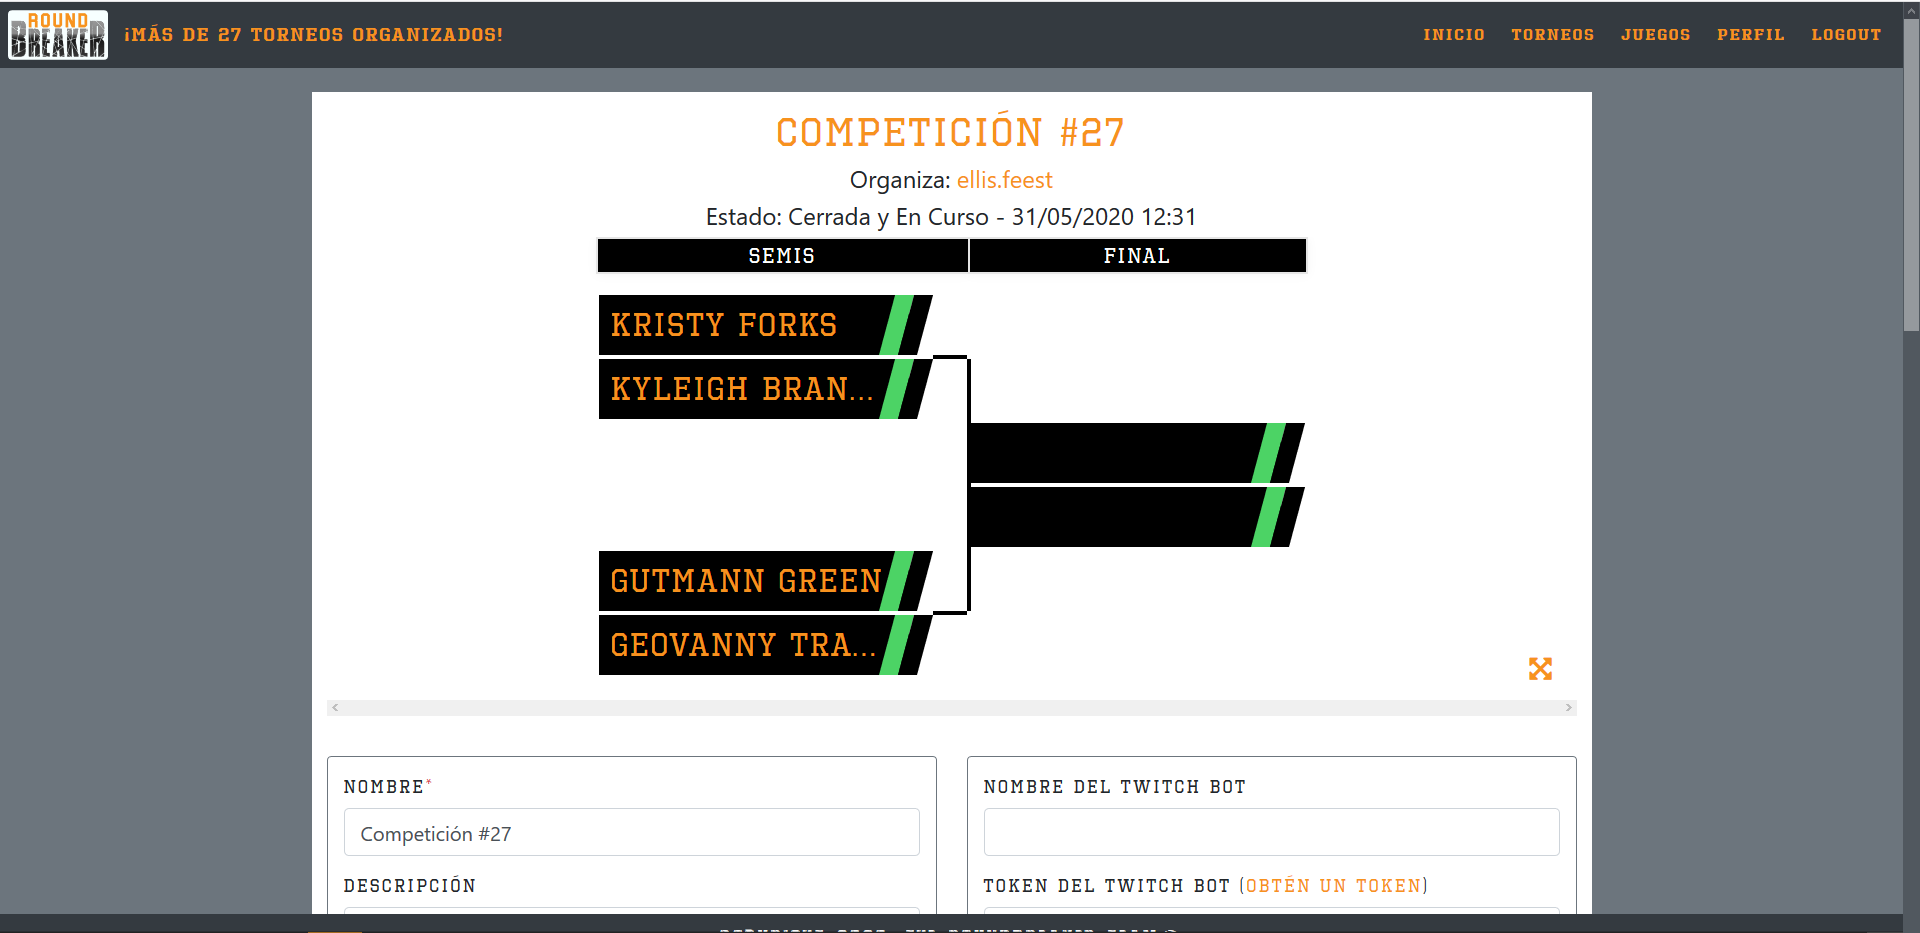 ROUND
BREAKER
¡MÁS DE 27 TORNEOS ORGANIZADOS!
INICIO TORNEOS JUEGOS PERFIL LOGOUT
COMPETICIÓN #27
Organiza: ellis.feest
Estado: Cerrada y En Curso - 31/05/2020 12:31
SEMIS FINAL
KRISTY FORKS
KYLEIGH BRAN...
GUTMANN GREEN
GEOVANNY TRA...
NOMBRE* NOMBRE DEL TWITCH BOT
Competición #27
DESCRIPCIÓN TOKEN DEL TWITCH BOT (OBTÉN UN TOKEN)